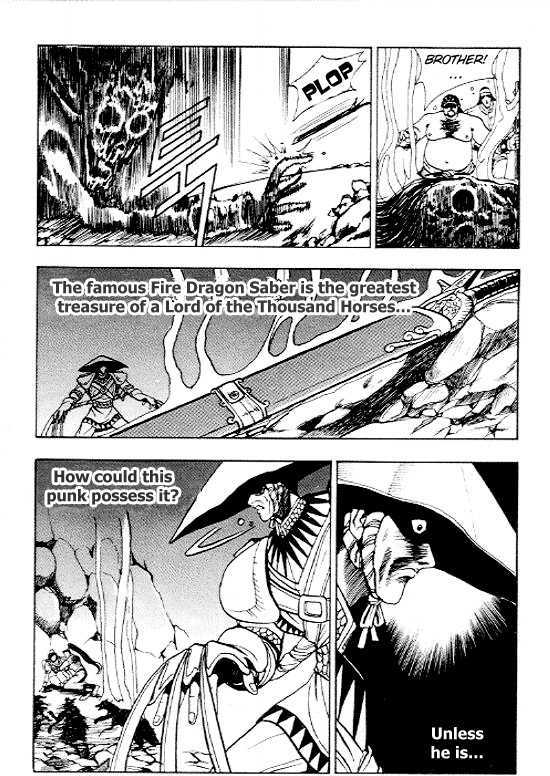 PLOP
BROTHER!
...
The famous Fire Dragon Saber is the greatest
treasure of a Lord of the Thousand Horses...
How could this
punk possess it?
Unless
he is...